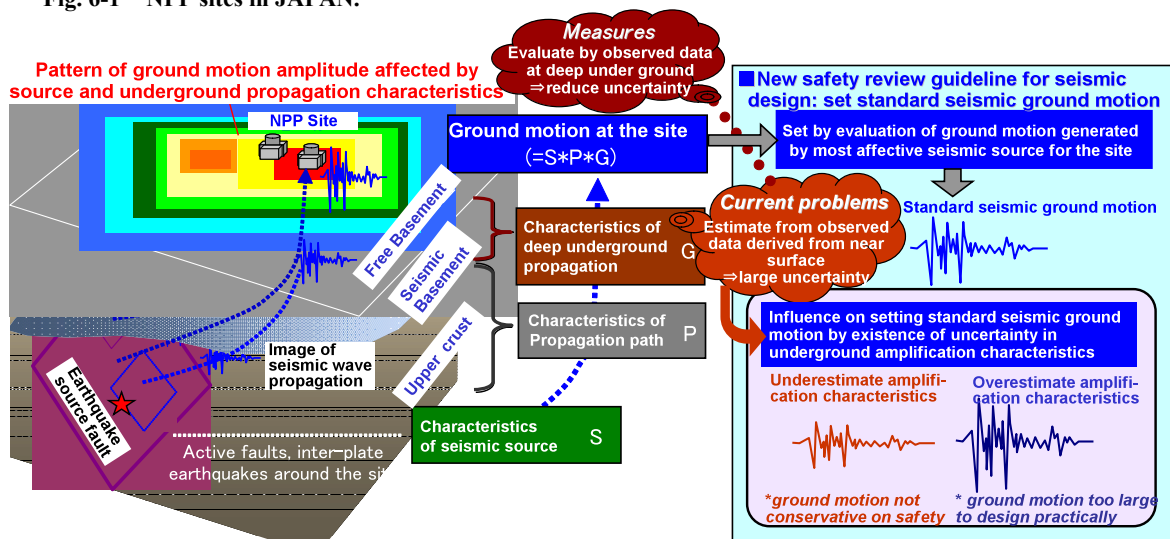 Fig. 6-1 NPP sites in JAPAN.
Measures
Evaluate by observed data
at deep under ground
⇒reduce uncertainty
Pattern of ground motion amplitude affected by
source and underground propagation characteristics
NPP Site
Ground motion at the site
(=S*P*G)
■New safety review guideline for seismic
design: set standard seismic ground motion
Set by evaluation of ground motion generated
by most affective seismic source for the site
Current problems
Estimate from observed
data derived from near
surface
⇒large uncertainty
Standard seismic ground motion
Free Basement
Seismic
Basement
Upper crust
Characteristics of
deep underground
propagation G
Characteristics of
Propagation path P
Characteristics
of seismic source S
Image of
seismic wave
propagation
Earthquake
source fault
Active faults, inter-plate
earthquakes around the sit
Influence on setting standard seismic ground
motion by existence of uncertainty in
underground amplification characteristics
Underestimate amplifi-
cation characteristics
Overestimate amplifi-
cation characteristics
*ground motion not
conservative on safety
* ground motion too large
to design practically